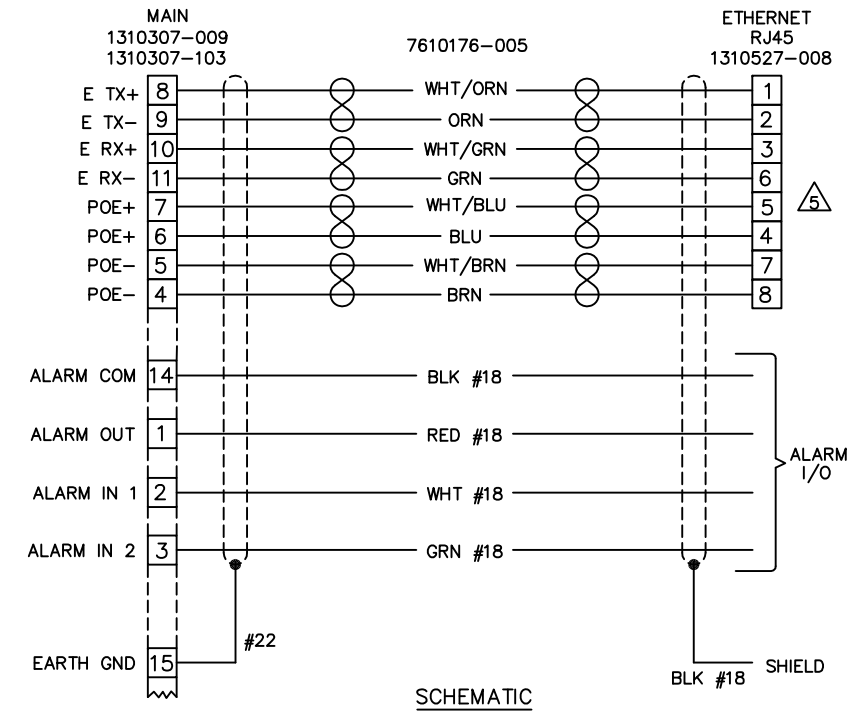 MAIN
1310307-009
1310307-103
7610176-005
ETHERNET
RJ45
1310527-008
E TX+ 8 WHT/ORN 1
E TX- 9 ORN 2
E RX+ 10 WHT/GRN 3
E RX- 11 GRN 6
POE+ 7 WHT/BLU 5
5
POE+ 6 BLU 4
POE- 5 WHT/BRN 7
POE- 4 BRN 8
ALARM COM 14 BLK #18
ALARM OUT 1 RED #18
ALARM IN 1 2 WHT #18
ALARM IN 2 3 GRN #18
ALARM
I/O
#22
EARTH GND 15
BLK #18 SHIELD
SCHEMATIC